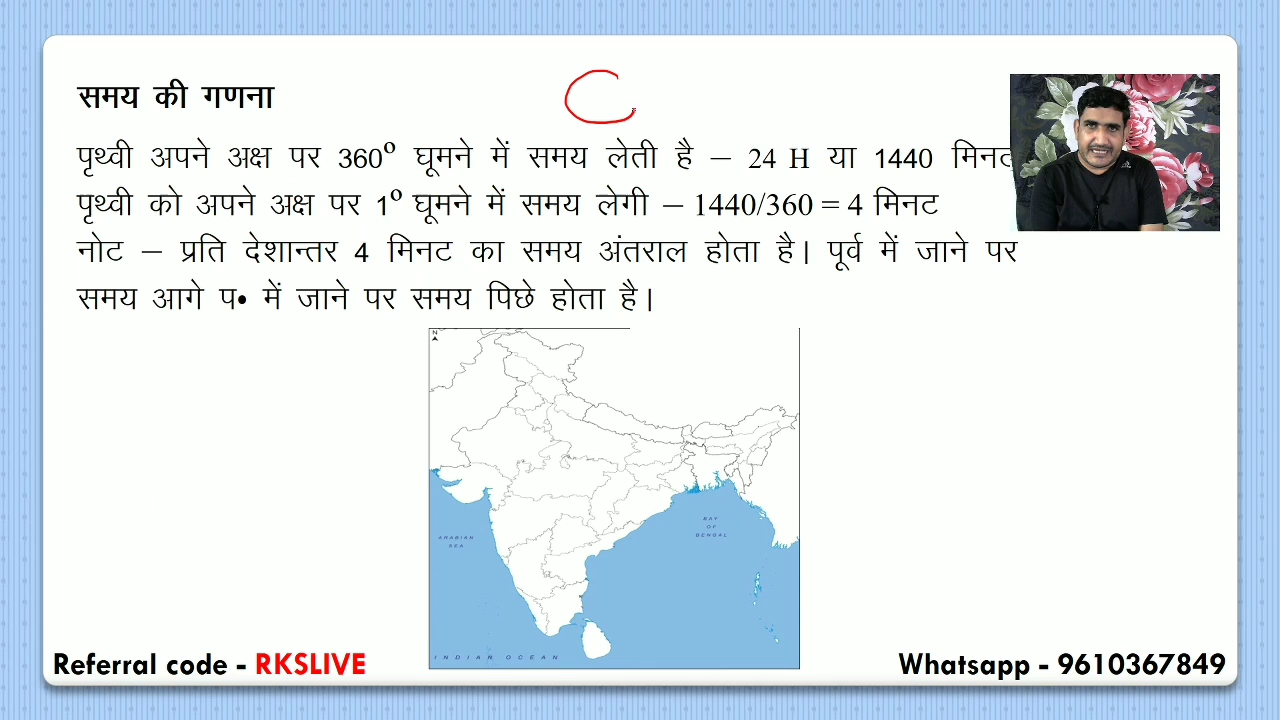 समय की गणना
पृथ्वी अपने अक्ष पर 360° घूमने में समय लेती है – 24 H या 1440 मिनट
पृथ्वी को अपने अक्ष पर 1° घूमने में समय लेगी – 1440/360 = 4 मिनट
नोट – प्रति देशान्तर 4 मिनट का समय अंतराल होता है। पूर्व में जाने पर
समय आगे प• में जाने पर समय पिछे होता है।
N
ARABIAN
SEA
BAY
OF
BENGAL
INDIAN OCEAN
Referral code - RKSLIVE
Whatsapp - 9610367849